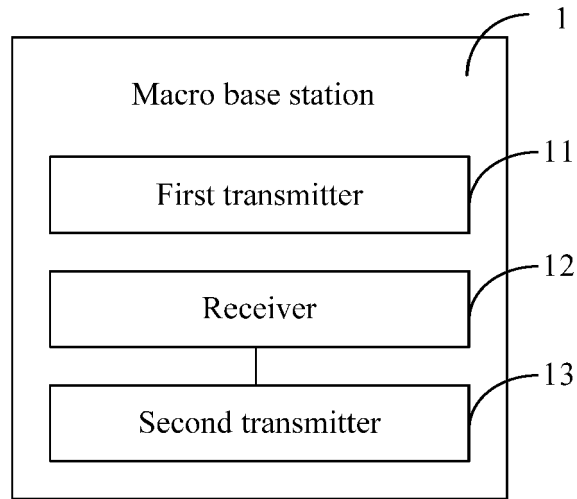 1
Macro base station
11
First transmitter
12
Receiver
13
Second transmitter